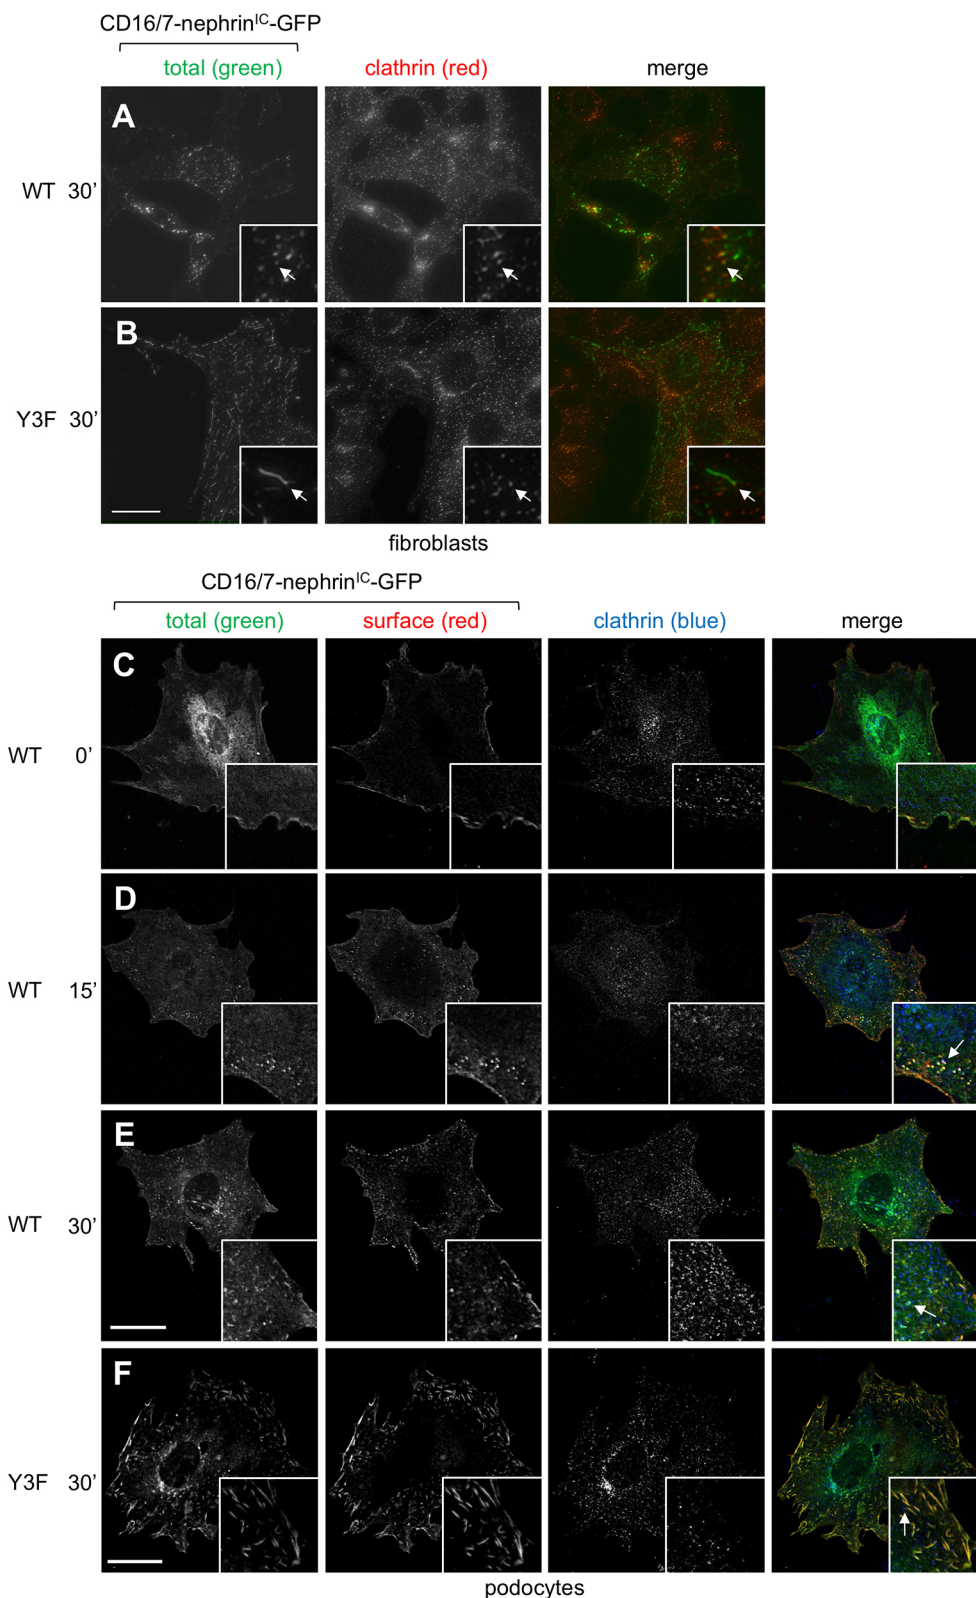 CD16/7-nephrinIC-GFP
total (green) clathrin (red) merge
A
WT 30'
B
Y3F 30'
fibroblasts
CD16/7-nephrinIC-GFP
total (green) surface (red) clathrin (blue) merge
C
WT 0'
D
WT 15'
E
WT 30'
F
Y3F 30'
podocytes